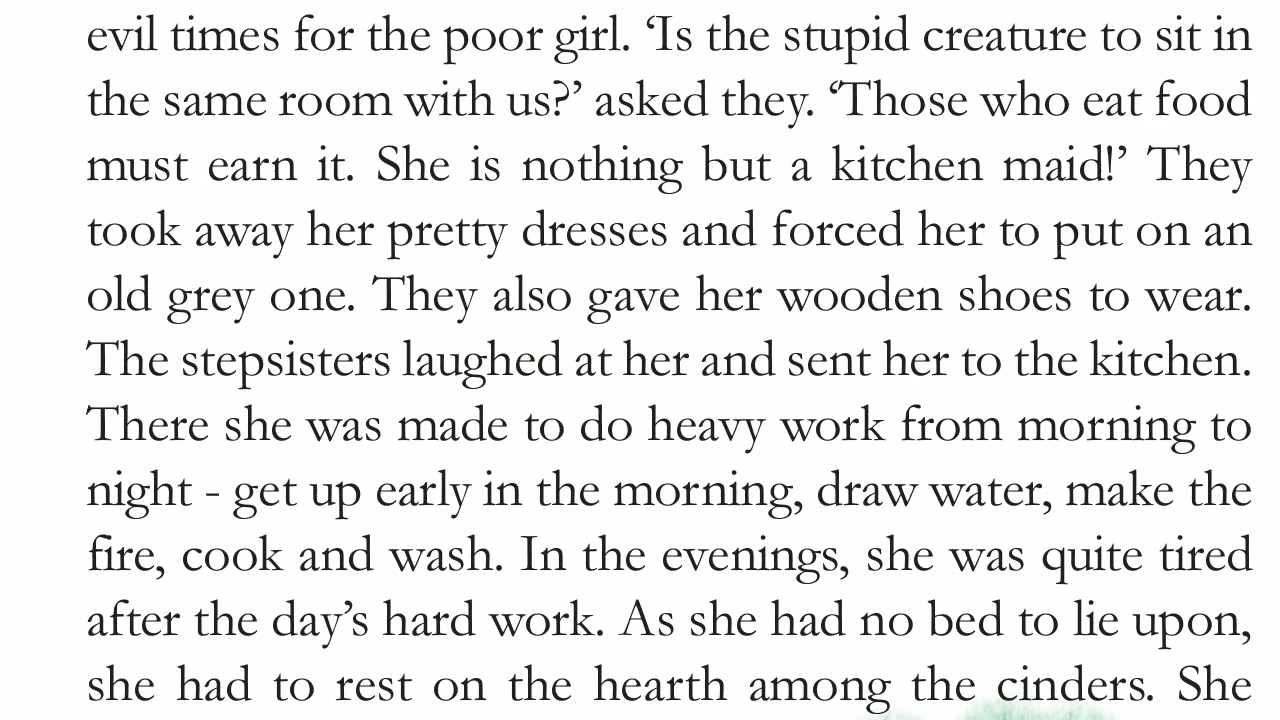 evil times for the poor girl. ‘Is the stupid creature to sit in
the same room with us?’ asked they. ‘Those who eat food
must earn it. She is nothing but a kitchen maid!’ They
took away her pretty dresses and forced her to put on an
old grey one. They also gave her wooden shoes to wear.
The stepsisters laughed at her and sent her to the kitchen.
There she was made to do heavy work from morning to
night - get up early in the morning, draw water, make the
fire, cook and wash. In the evenings, she was quite tired
after the day’s hard work. As she had no bed to lie upon,
she had to rest on the hearth among the cinders. She